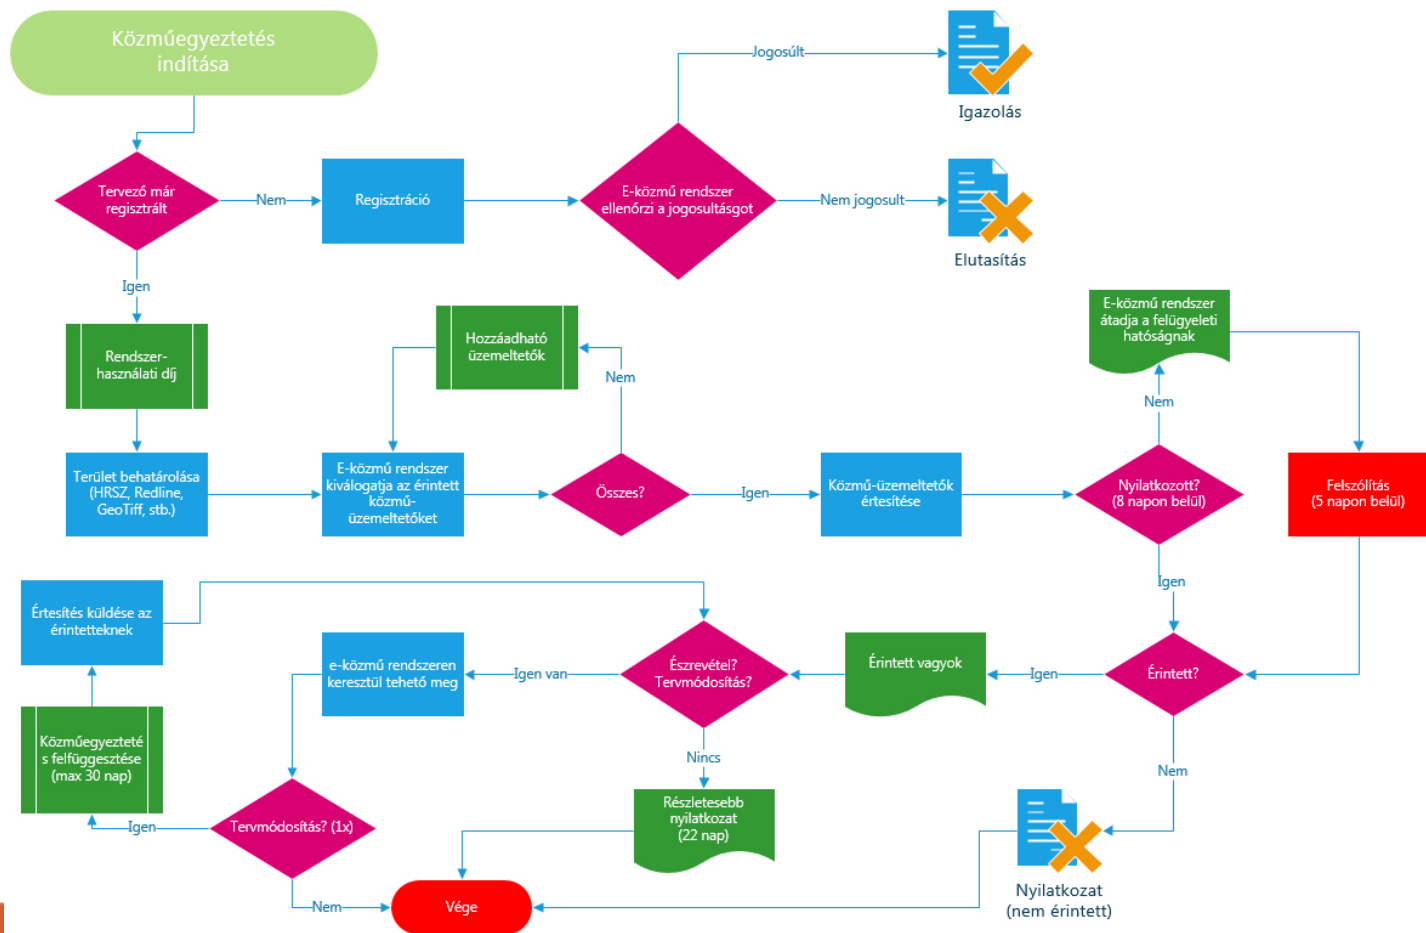 Közműegyeztetés
indítása
Jogosúlt
Igazolás
Tervező már
regisztrált
Nem
Regisztráció
E-közmű rendszer
ellenőrzi a jogosultásgot
Nem jogosult
Elutasítás
Igen
Rendszer-
használati díj
Hozzáadható
üzemeltetők
Nem
E-közmű rendszer
átadja a felügyeleti
hatóságnak
Nem
Terület behatárolása
(HRSZ, Redline,
GeoTiff, stb.)
E-közmű rendszer
kiválogatja az érintett
közmű-
üzemeltetőket
Összes?
Igen
Közmű-üzemeltetők
értesítése
Nyilatkozott?
(8 napon belül)
Felszólítás
(5 napon belül)
Igen
Értesítés küldése az
érintetteknek
e-közmű rendszeren
keresztül tehető meg
Igen van
Észrevétel?
Tervmódosítás?
Érintett vagyok
Igen
Érintett?
Közműegyezteté
s felfüggesztése
(max 30 nap)
Nincs
Nem
Igen
Tervmódosítás? (1x)
Részletesebb
nyilatkozat
(22 nap)
Nyilatkozat
(nem érintett)
Nem
Vége